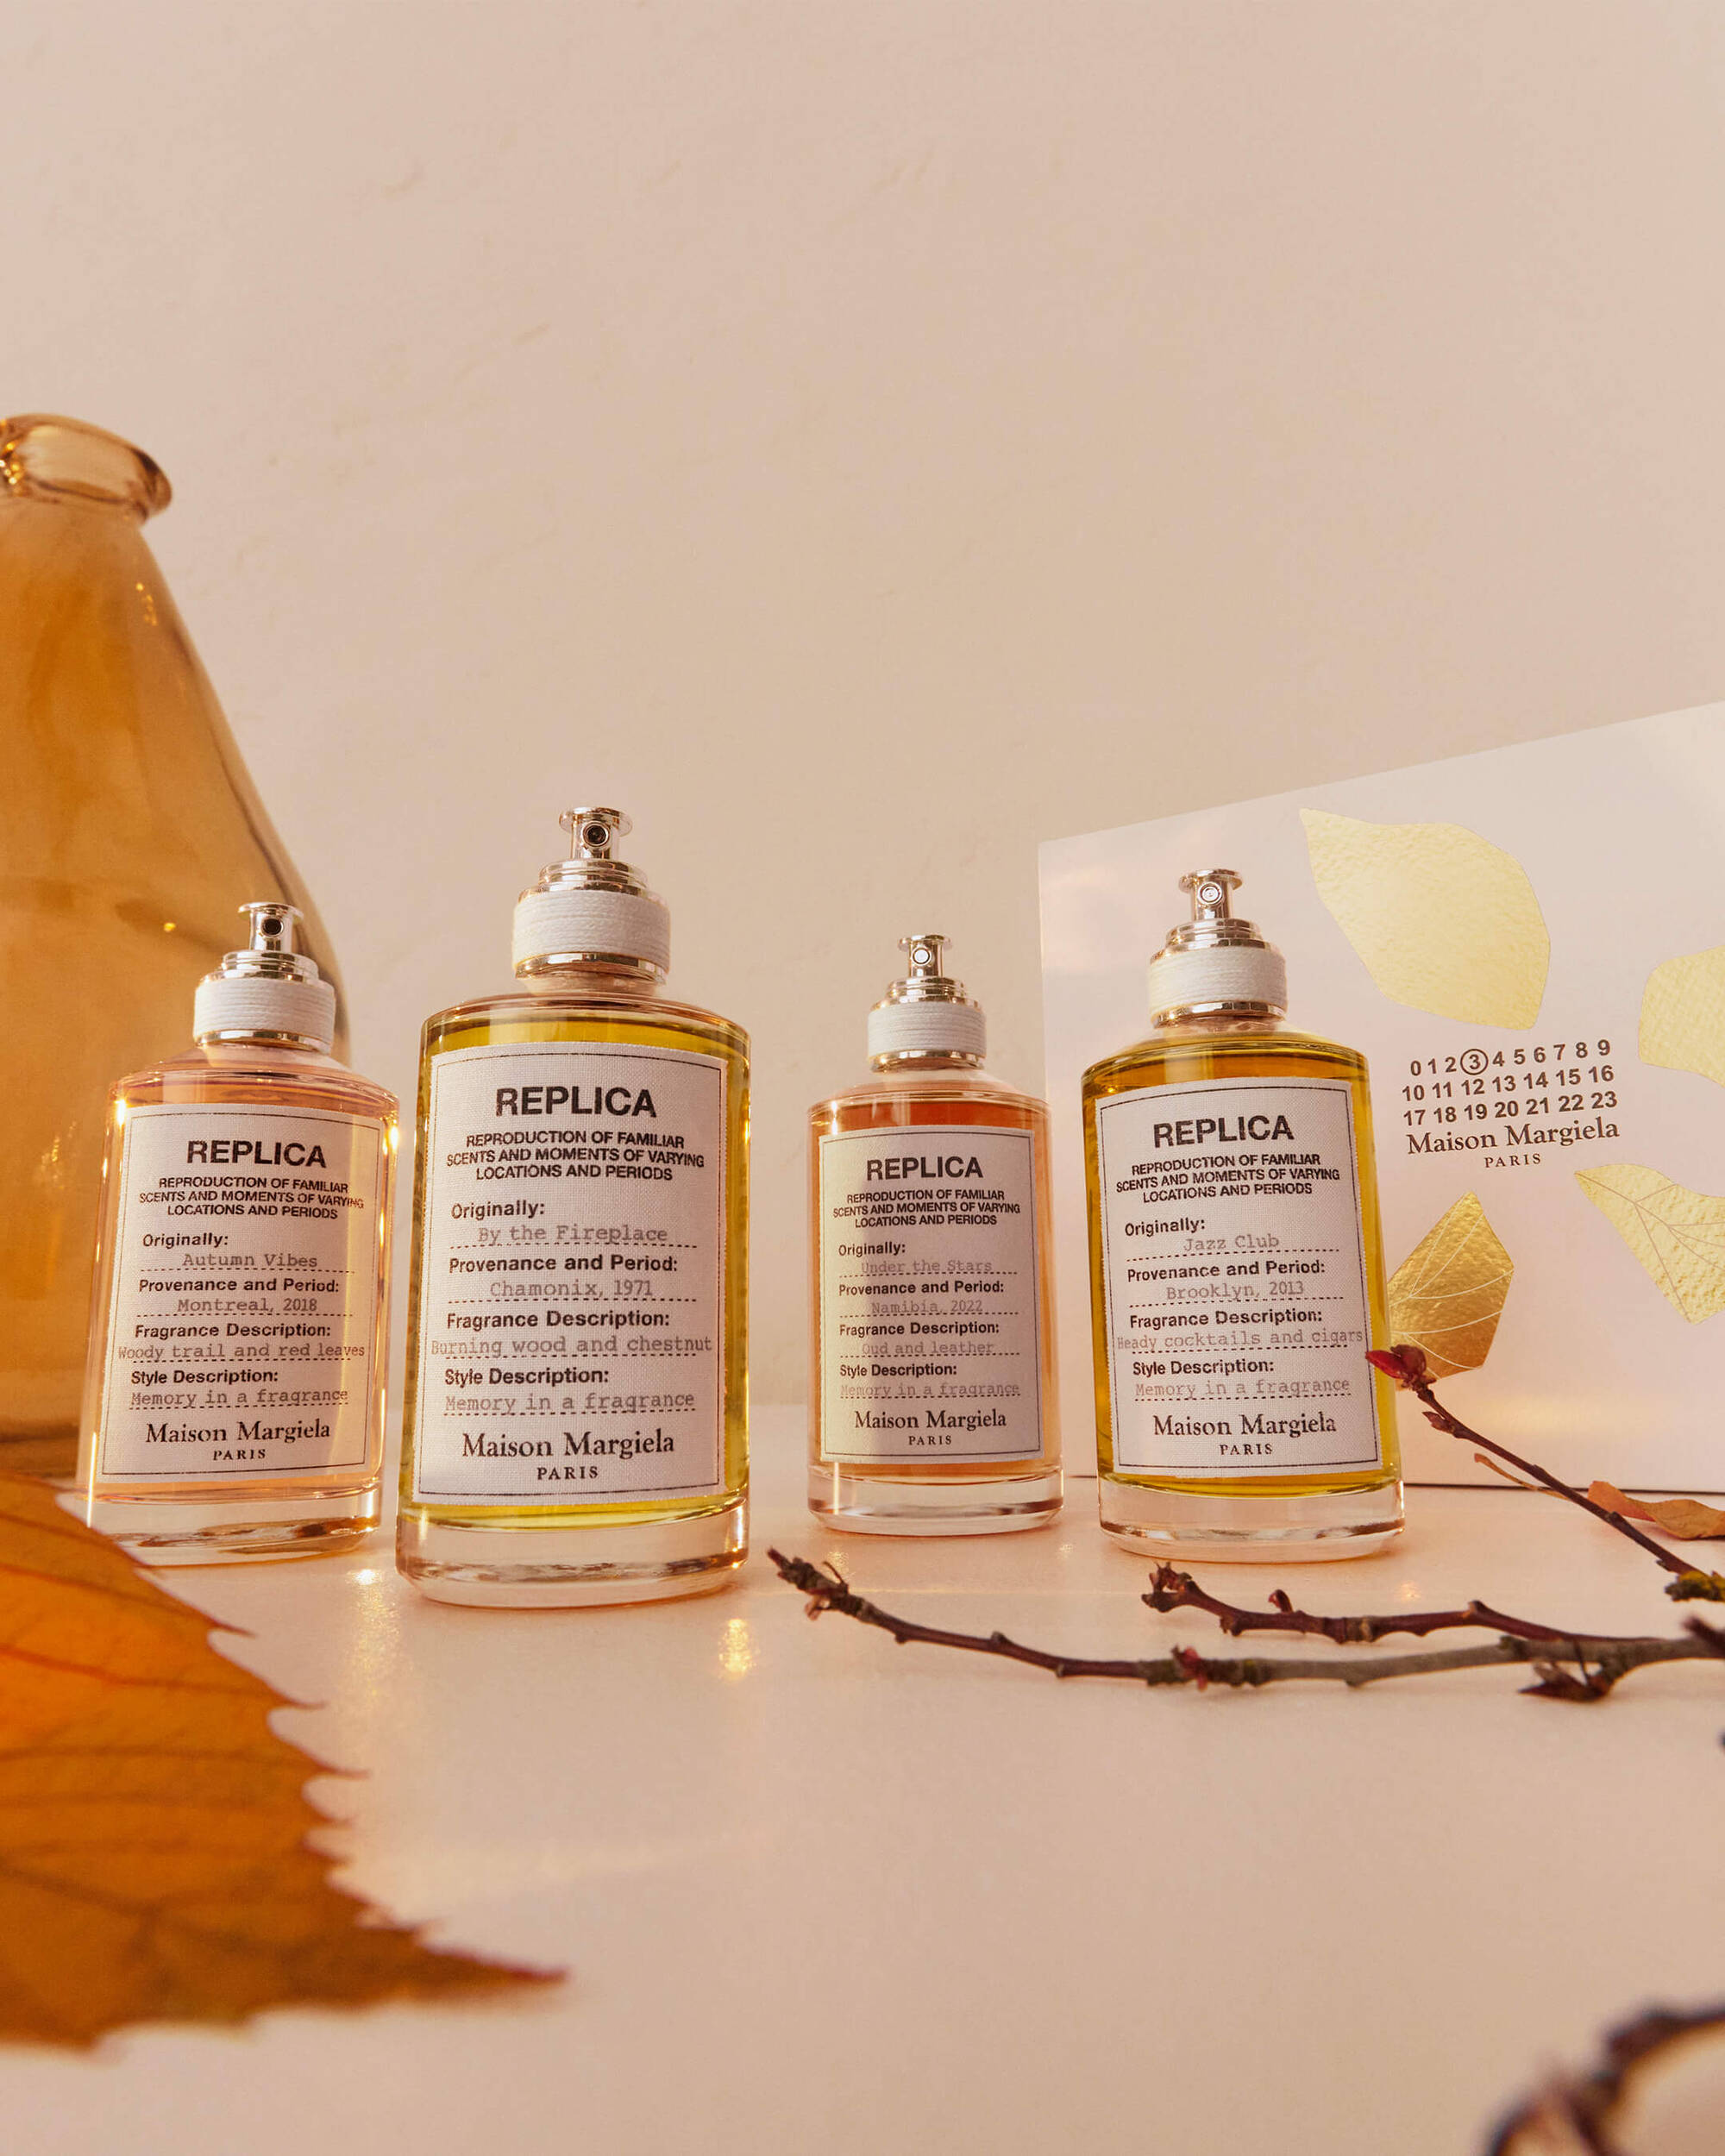 REPLICA
REPRODUCTION OF FAMILIAR
SCENTS AND MOMENTS OF VARYING
LOCATIONS AND PERIODS
Originally:
Autumn Vibes
Provenance and Period:
Montreal, 2018
Fragrance Description:
Woody trail and red leaves
Style Description:
Memory in a fragrance
Maison Margiela
PARIS
REPLICA
REPRODUCTION OF FAMILIAR
SCENTS AND MOMENTS OF VARYING
LOCATIONS AND PERIODS
Originally:
By the Fireplace
Provenance and Period:
Chamonix, 1971
Fragrance Description:
Burning wood and chestnut
Style Description:
Memory in a fragrance
Maison Margiela
PARIS
REPLICA
REPRODUCTION OF FAMILIAR
SCENTS AND MOMENTS OF VARYING
LOCATIONS AND PERIODS
Originally:
Under the Stars
Provenance and Period:
Namibia, 2022
Fragrance Description:
Oud and leather
Style Description:
Memory in a fragrance
Maison Margiela
PARIS
REPLICA
REPRODUCTION OF FAMILIAR
SCENTS AND MOMENTS OF VARYING
LOCATIONS AND PERIODS
Originally:
Jazz Club
Provenance and Period:
Brooklyn, 2013
Fragrance Description:
Heady cocktails and cigars
Style Description:
Memory in a fragrance
Maison Margiela
PARIS
0 1 2 3 4 5 6 7 8 9
10 11 12 13 14 15 16
17 18 19 20 21 22 23
Maison Margiela
PARIS